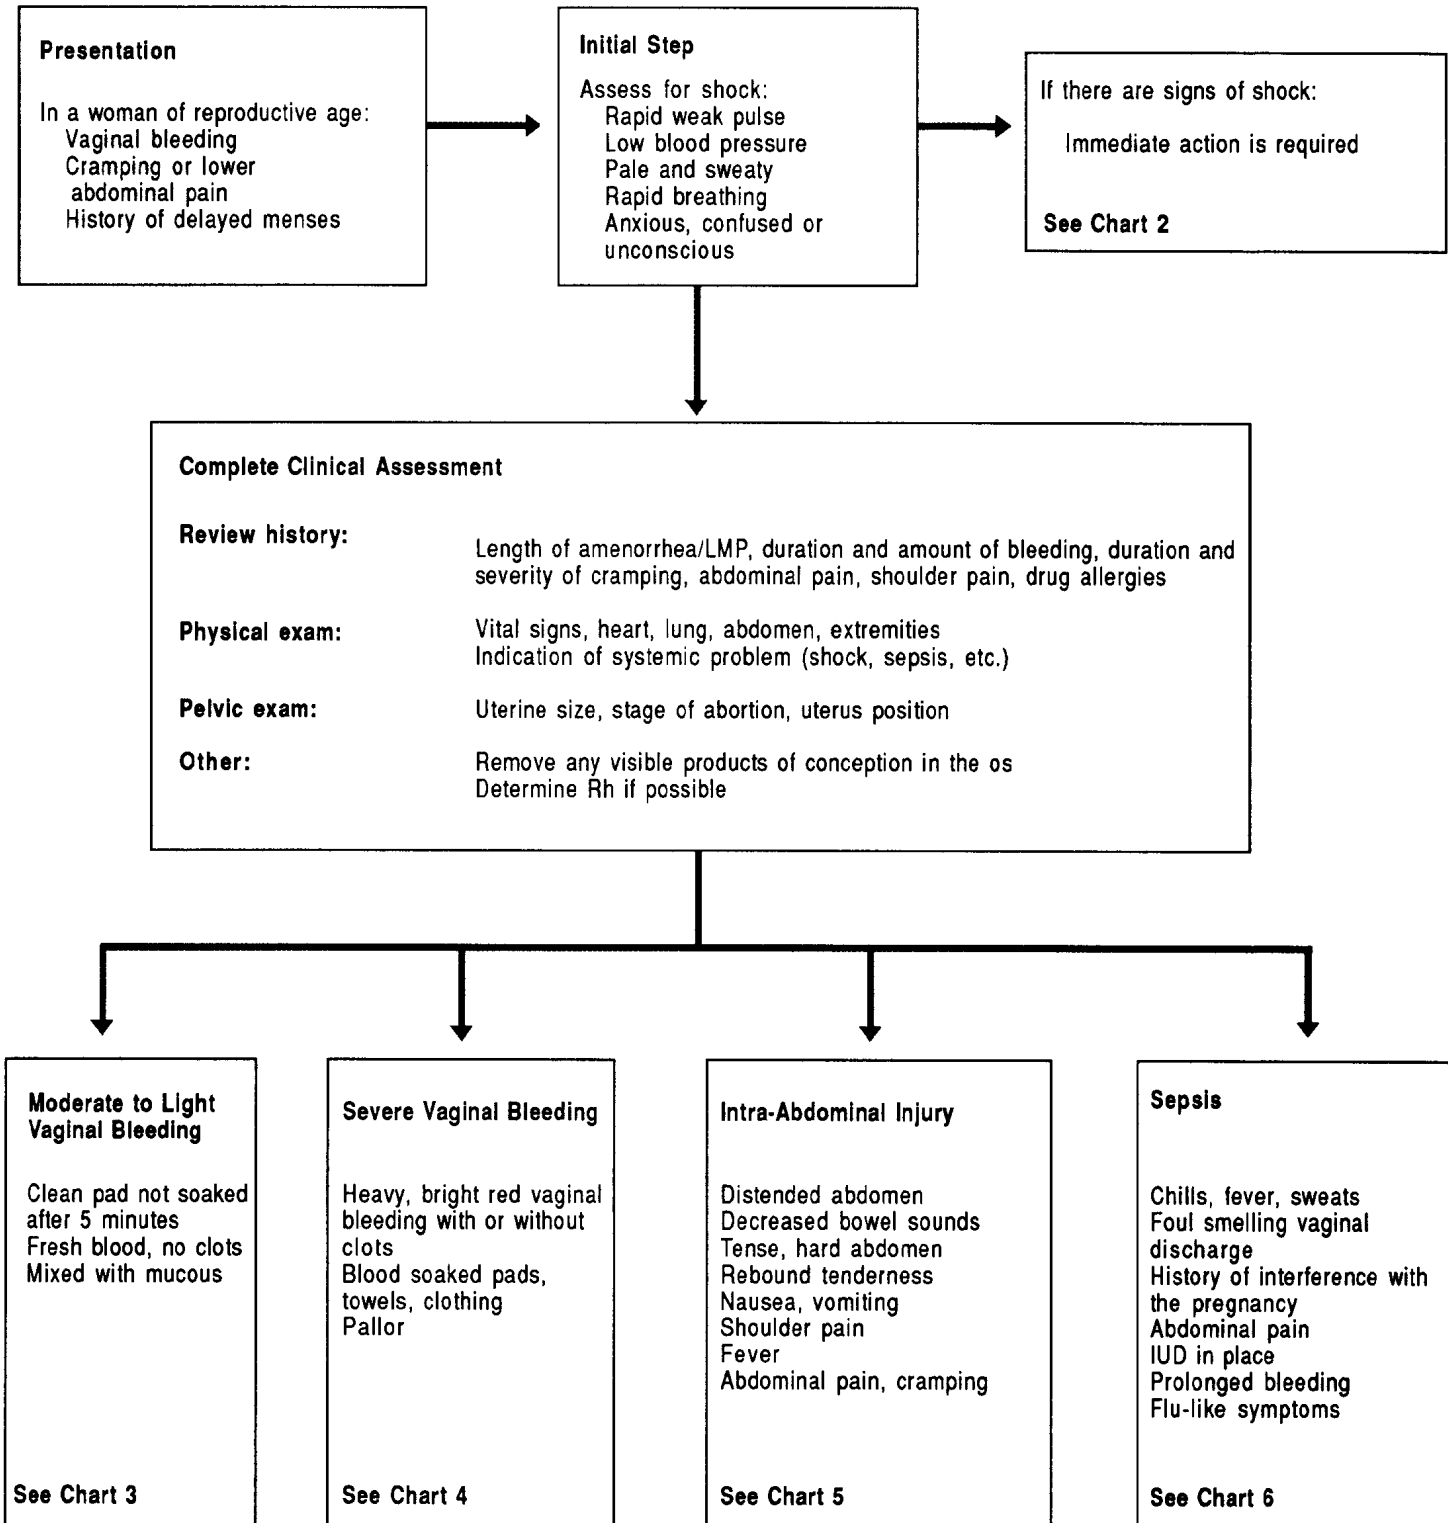 Presentation
In a woman of reproductive age:
Vaginal bleeding
Cramping or lower
abdominal pain
History of delayed menses
Initial Step
Assess for shock:
Rapid weak pulse
Low blood pressure
Pale and sweaty
Rapid breathing
Anxious, confused or
unconscious
If there are signs of shock:
Immediate action is required
See Chart 2
Complete Clinical Assessment
Review history:
Length of amenorrhea/LMP, duration and amount of bleeding, duration and
severity of cramping, abdominal pain, shoulder pain, drug allergies
Physical exam:
Vital signs, heart, lung, abdomen, extremities
Indication of systemic problem (shock, sepsis, etc.)
Pelvic exam:
Uterine size, stage of abortion, uterus position
Other:
Remove any visible products of conception in the os
Determine Rh if possible
Moderate to Light
Vaginal Bleeding
Clean pad not soaked
after 5 minutes
Fresh blood, no clots
Mixed with mucous
See Chart 3
Severe Vaginal Bleeding
Heavy, bright red vaginal
bleeding with or without
clots
Blood soaked pads,
towels, clothing
Pallor
See Chart 4
Intra-Abdominal Injury
Distended abdomen
Decreased bowel sounds
Tense, hard abdomen
Rebound tenderness
Nausea, vomiting
Shoulder pain
Fever
Abdominal pain, cramping
See Chart 5
Sepsis
Chills, fever, sweats
Foul smelling vaginal
discharge
History of interference with
the pregnancy
Abdominal pain
IUD in place
Prolonged bleeding
Flu-like symptoms
See Chart 6